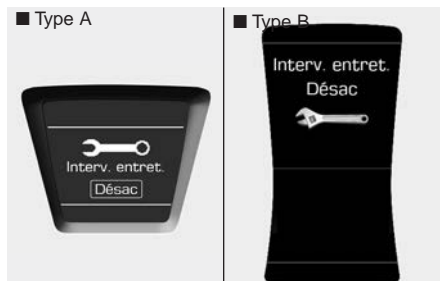 ■ Type A
Interv. entret.
Désac
■ Type B
Interv. entret.
Désac